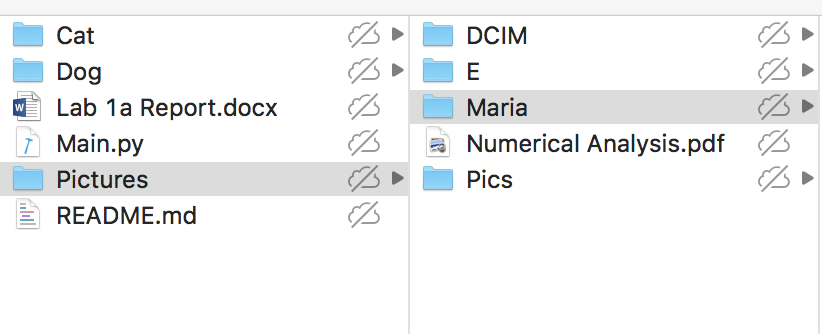 Cat
Dog
Lab 1a Report.docx
Main.py
Pictures
README.md
DCIM
E
Maria
Numerical Analysis.pdf
Pics